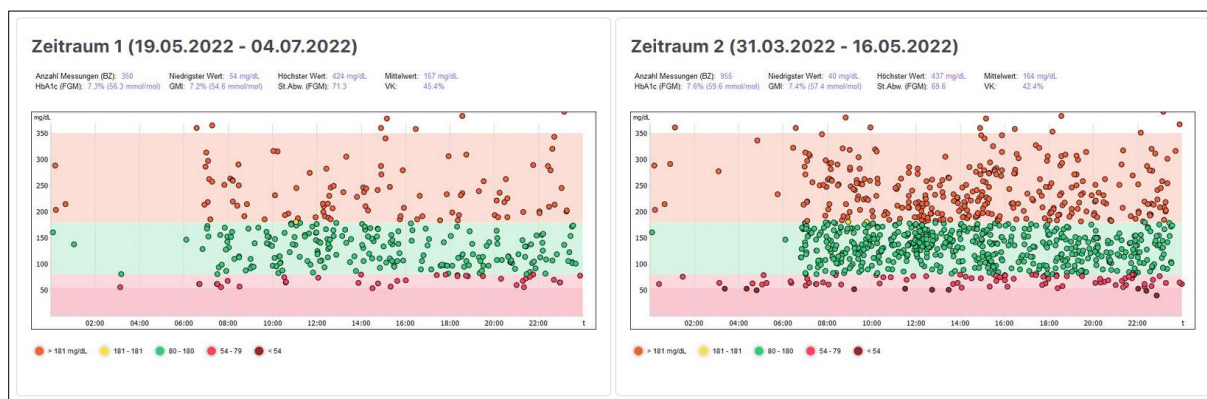 Zeitraum 1 (19.05.2022 - 04.07.2022)
Anzahl Messungen (BZ): 350 Niedrigster Wert: 54 mg/dL Höchster Wert: 424 mg/dL Mittelwert: 157 mg/dL
HbA1c (FGM): 7.3% (56.3 mmol/mol) GMI: 7.2% (54.6 mmol/mol) St.Abw. (FGM): 71.3 VK: 45.4%
mg/dL
350
300
250
200
150
100
50
02:00 04:00 06:00 08:00 10:00 12:00 14:00 16:00 18:00 20:00 22:00 t
> 181 mg/dL 181 - 181 80 - 180 54 - 79 < 54
Zeitraum 2 (31.03.2022 - 16.05.2022)
Anzahl Messungen (BZ): 955 Niedrigster Wert: 40 mg/dL Höchster Wert: 437 mg/dL Mittelwert: 164 mg/dL
HbA1c (FGM): 7.6% (59.6 mmol/mol) GMI: 7.4% (57.4 mmol/mol) St.Abw. (FGM): 69.6 VK: 42.4%
mg/dL
350
300
250
200
150
100
50
02:00 04:00 06:00 08:00 10:00 12:00 14:00 16:00 18:00 20:00 22:00 t
> 181 mg/dL 181 - 181 80 - 180 54 - 79 < 54